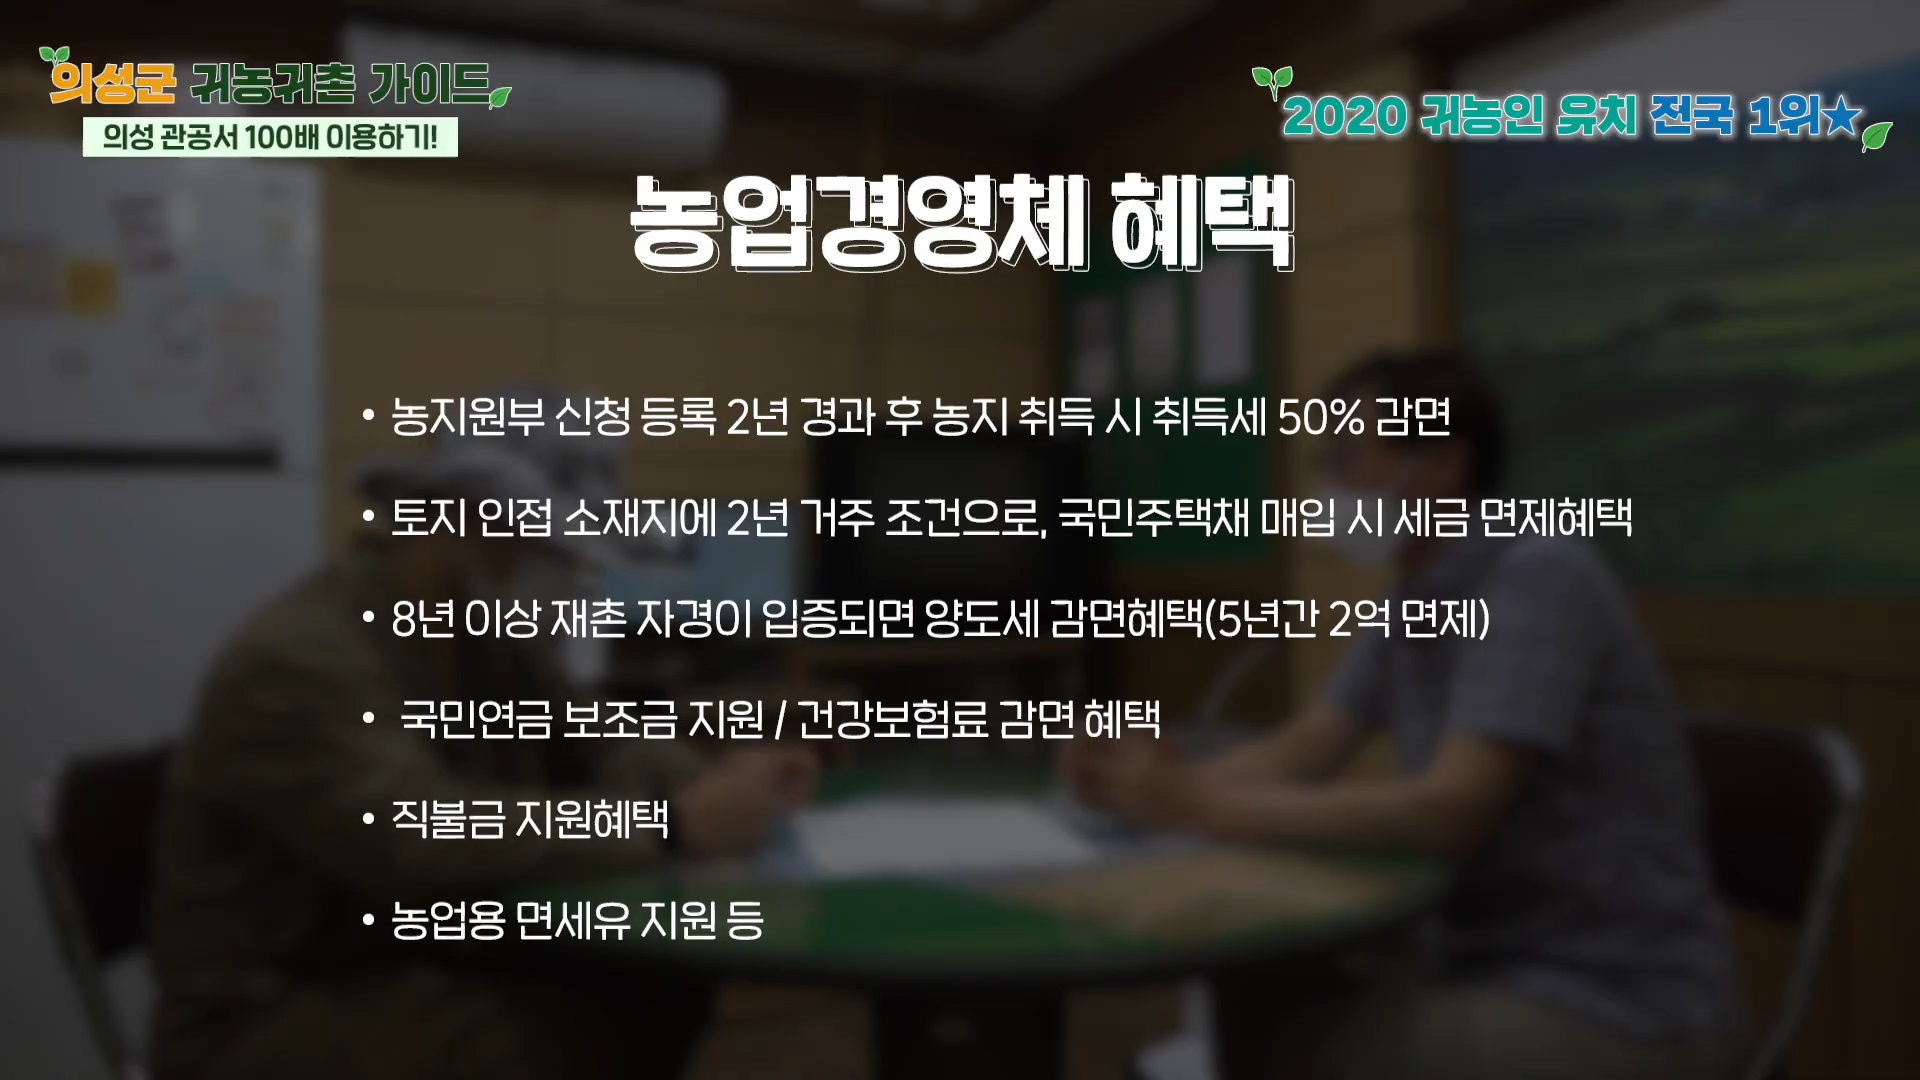 의성군 귀농귀촌 가이드
의성 관공서 100배 이용하기!
2020 귀농인 유치 전국 1위★
농업경영체 혜택
• 농지원부 신청 등록 2년 경과 후 농지 취득 시 취득세 50% 감면
• 토지 인접 소재지에 2년 거주 조건으로, 국민주택채 매입 시 세금 면제혜택
• 8년 이상 재촌 자경이 입증되면 양도세 감면혜택(5년간 2억 면제)
• 국민연금 보조금 지원 / 건강보험료 감면 혜택
• 직불금 지원혜택
• 농업용 면세유 지원 등